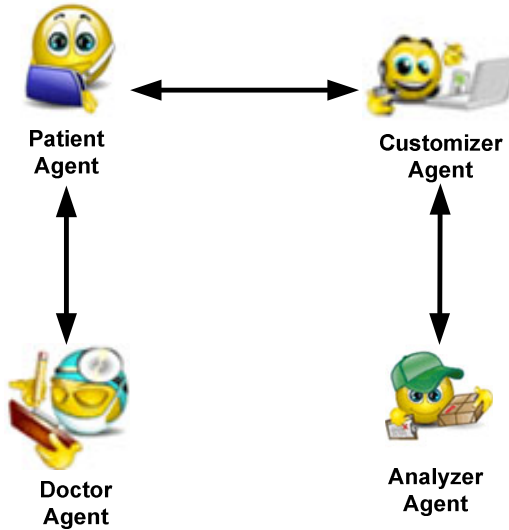 Patient
Agent
Customizer
Agent
Doctor
Agent
Analyzer
Agent